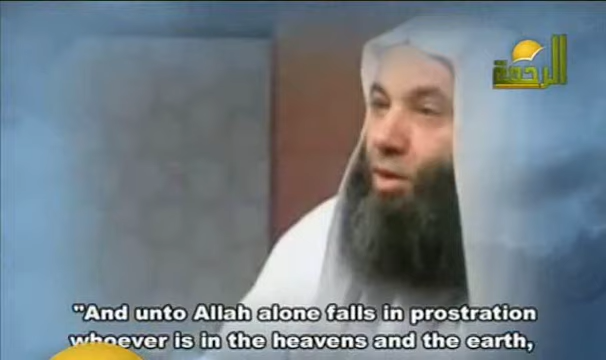 الرحمة
"And unto Allah alone falls in prostration
whoever is in the heavens and the earth,